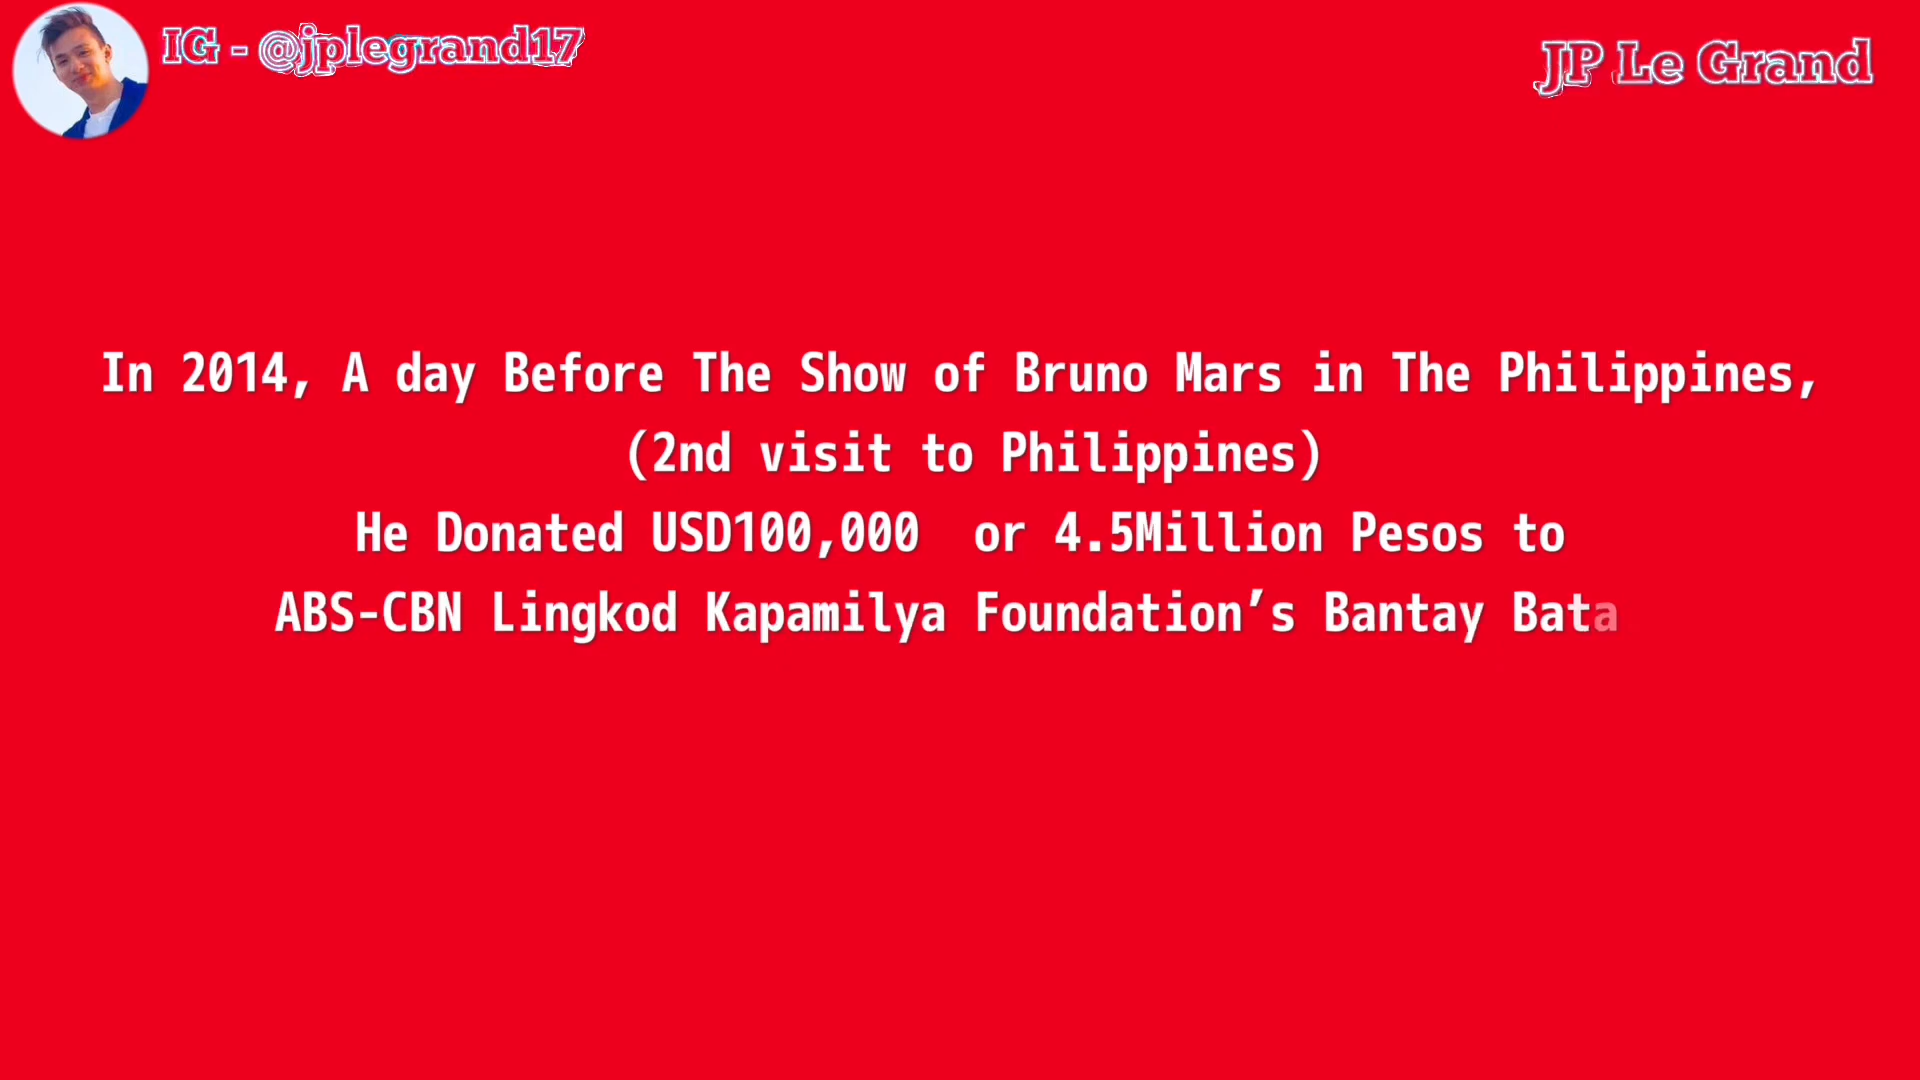 IG - @jplegrand17
JP Le Grand
In 2014, A day Before The Show of Bruno Mars in The Philippines,
(2nd visit to Philippines)
He Donated USD100,000  or 4.5Million Pesos to
ABS-CBN Lingkod Kapamilya Foundation’s Bantay Bata